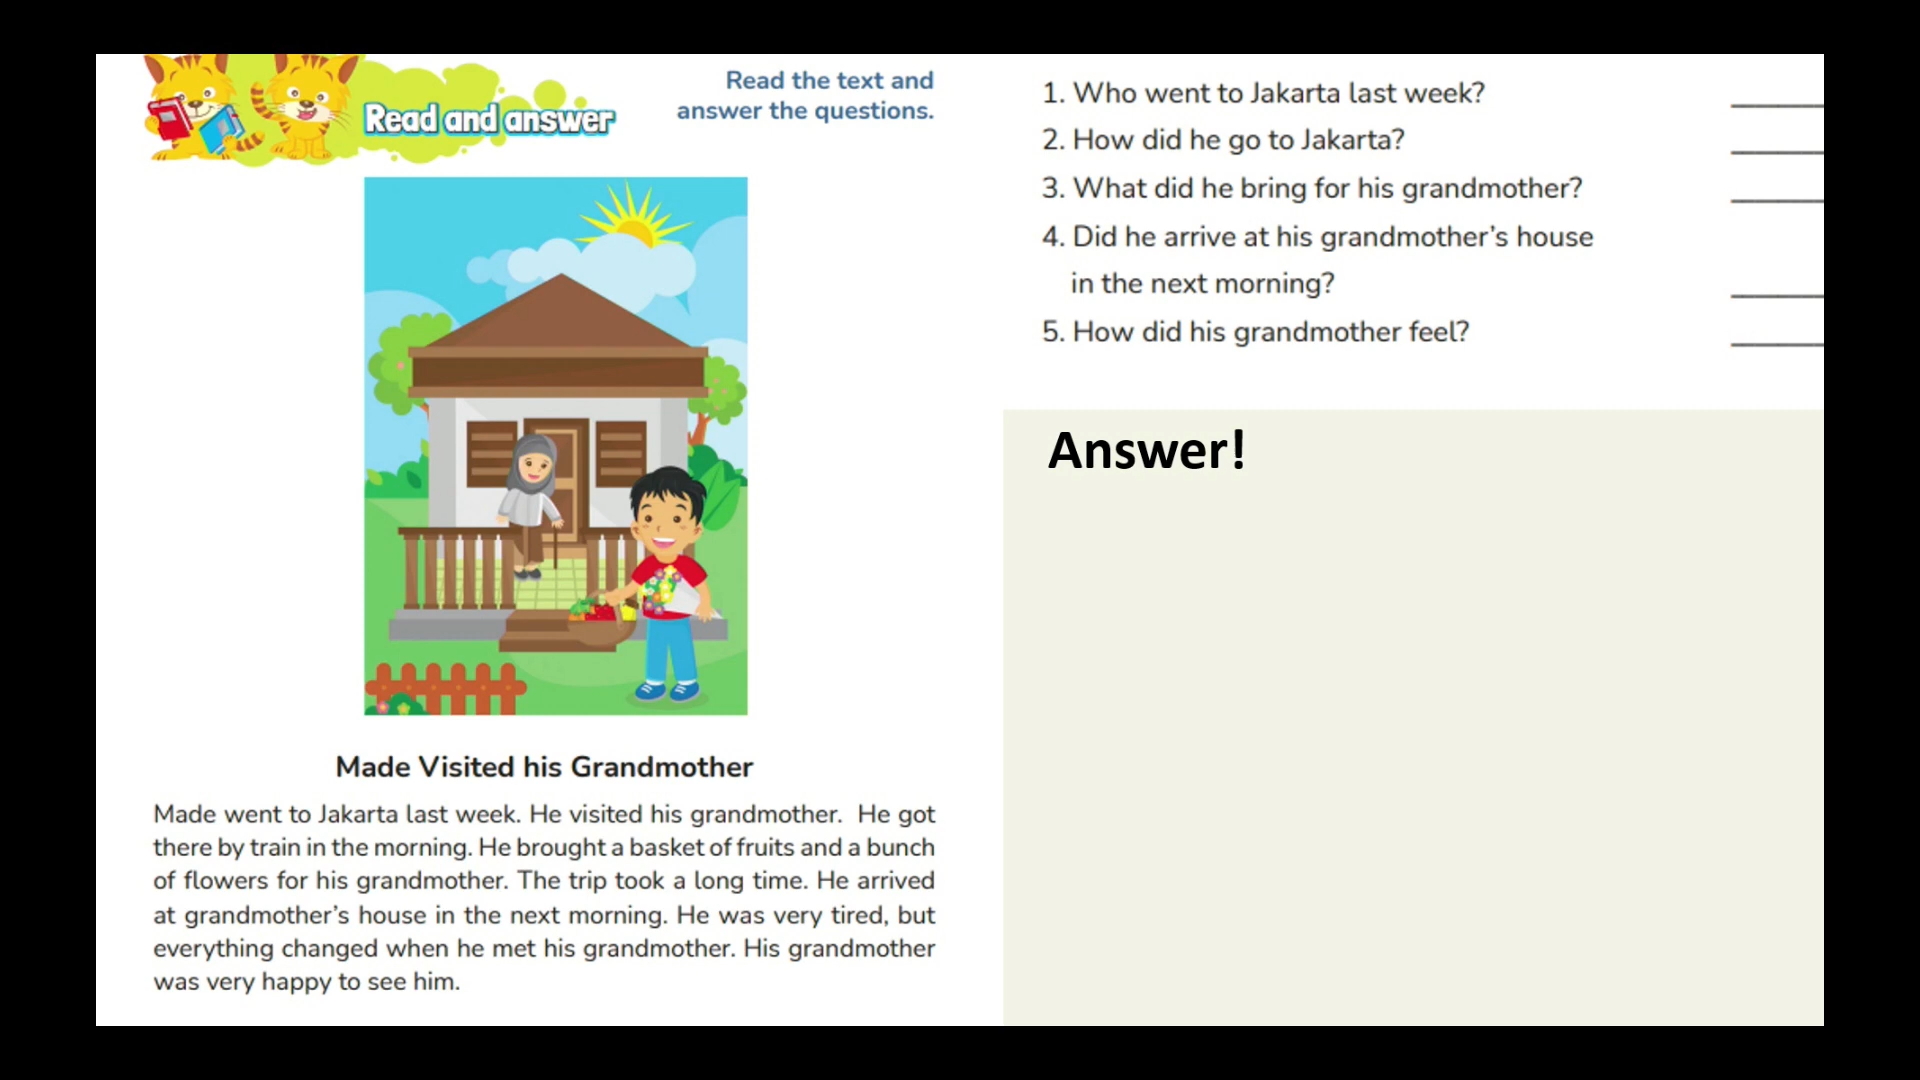 Read and answer
Read the text and
answer the questions.
Made Visited his Grandmother
Made went to Jakarta last week. He visited his grandmother. He got
there by train in the morning. He brought a basket of fruits and a bunch
of flowers for his grandmother. The trip took a long time. He arrived
at grandmother's house in the next morning. He was very tired, but
everything changed when he met his grandmother. His grandmother
was very happy to see him.
1. Who went to Jakarta last week?
2. How did he go to Jakarta?
3. What did he bring for his grandmother?
4. Did he arrive at his grandmother's house
in the next morning?
5. How did his grandmother feel?
Answer!